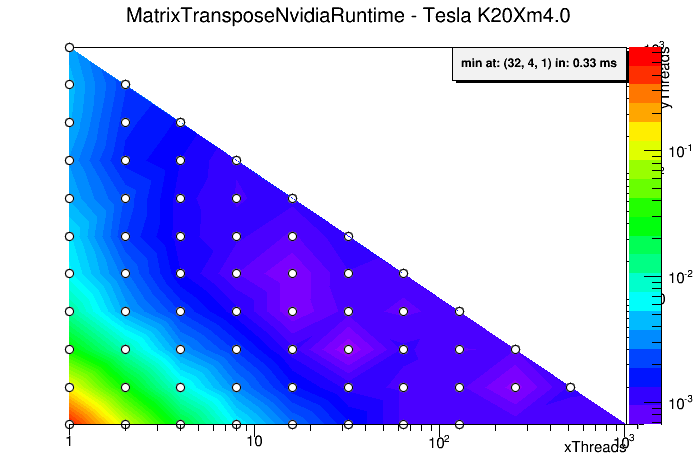 MatrixTransposeNvidiaRuntime - Tesla K20Xm4.0
min at: (32, 4, 1) in: 0.33 ms
yThreads
10⁻¹
10⁻²
10⁻³
1
10
10²
10³
xThreads